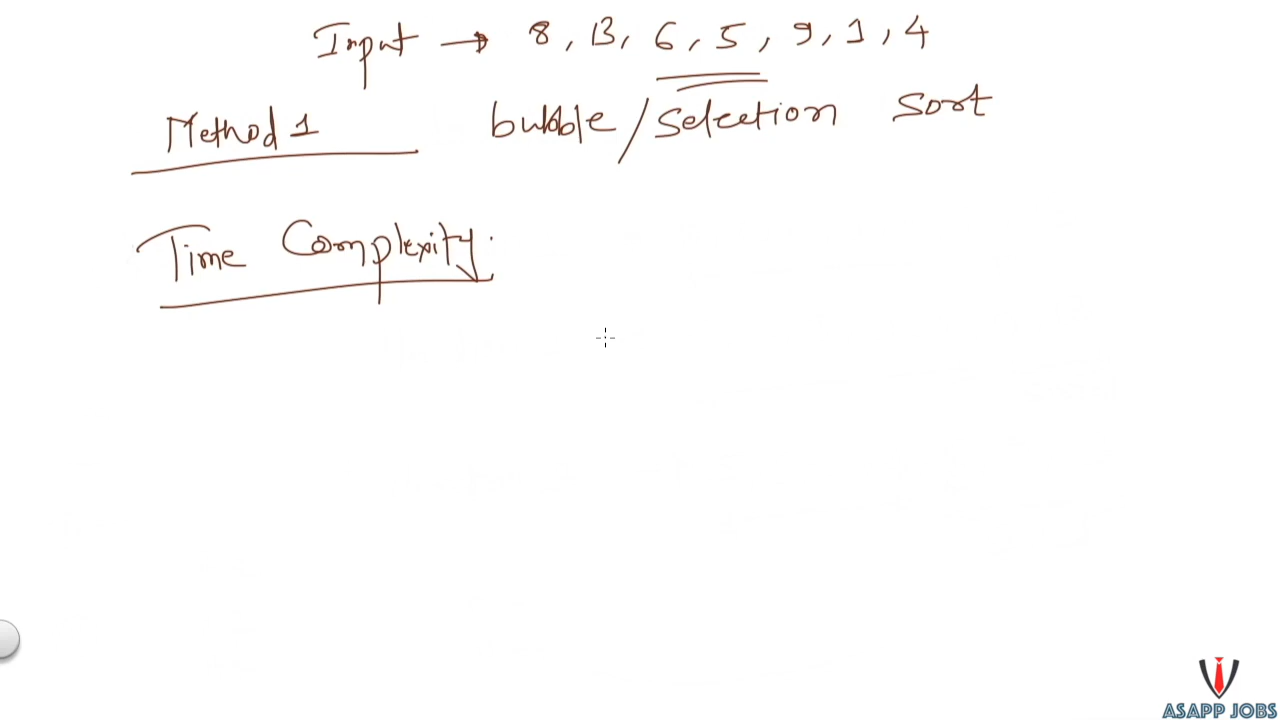 Input → 8, 13, 6, 5, 9, 1, 4
Method 1 bubble/selection sort
Time Complexity.
ASAPP JOBS